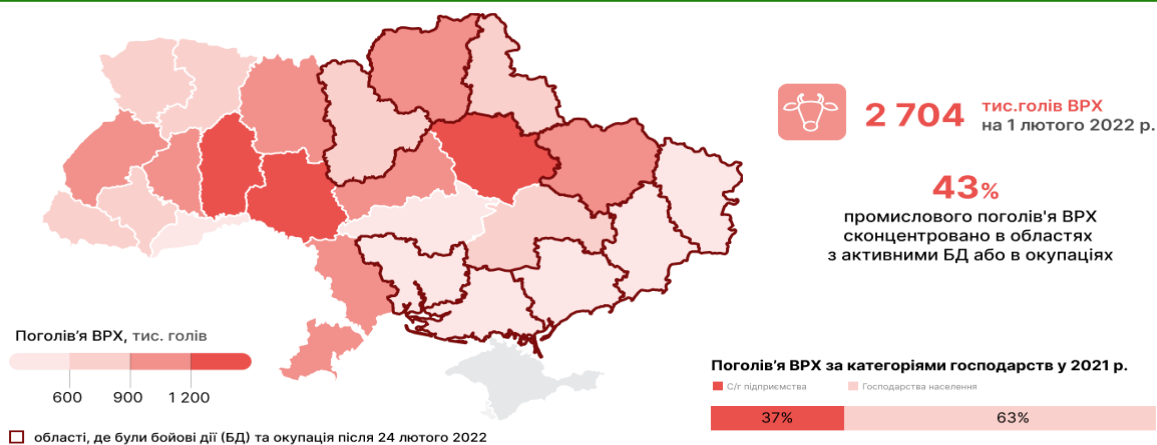 2 704
тис.голів ВРХ
на 1 лютого 2022 р.
43%
промислового поголів'я ВРХ
сконцентровано в областях
з активними БД або в окупаціях
Поголів'я ВРХ, тис. голів
600 900 1 200
області, де були бойові дії (БД) та окупація після 24 лютого 2022
Поголів'я ВРХ за категоріями господарств у 2021 р.
С/г підприємства Господарства населення
37% 63%